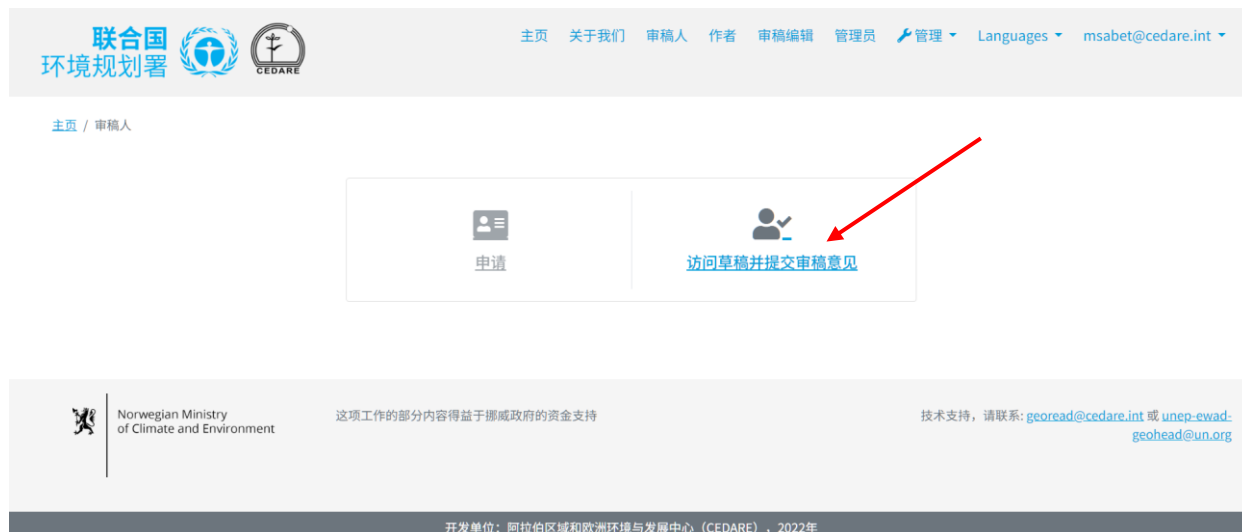 联合国
环境规划署
CEDARE
主页 关于我们 审稿人 作者 审稿编辑 管理员 管理 Languages msabet@cedare.int
主页 / 审稿人
申请
访问草稿并提交审稿意见
Norwegian Ministry
of Climate and Environment
这项工作的部分内容得益于挪威政府的资金支持
技术支持，请联系: georead@cedare.int 或 unep-ewad-
geohead@un.org
开发单位：阿拉伯区域和欧洲环境与发展中心（CEDARE），2022年